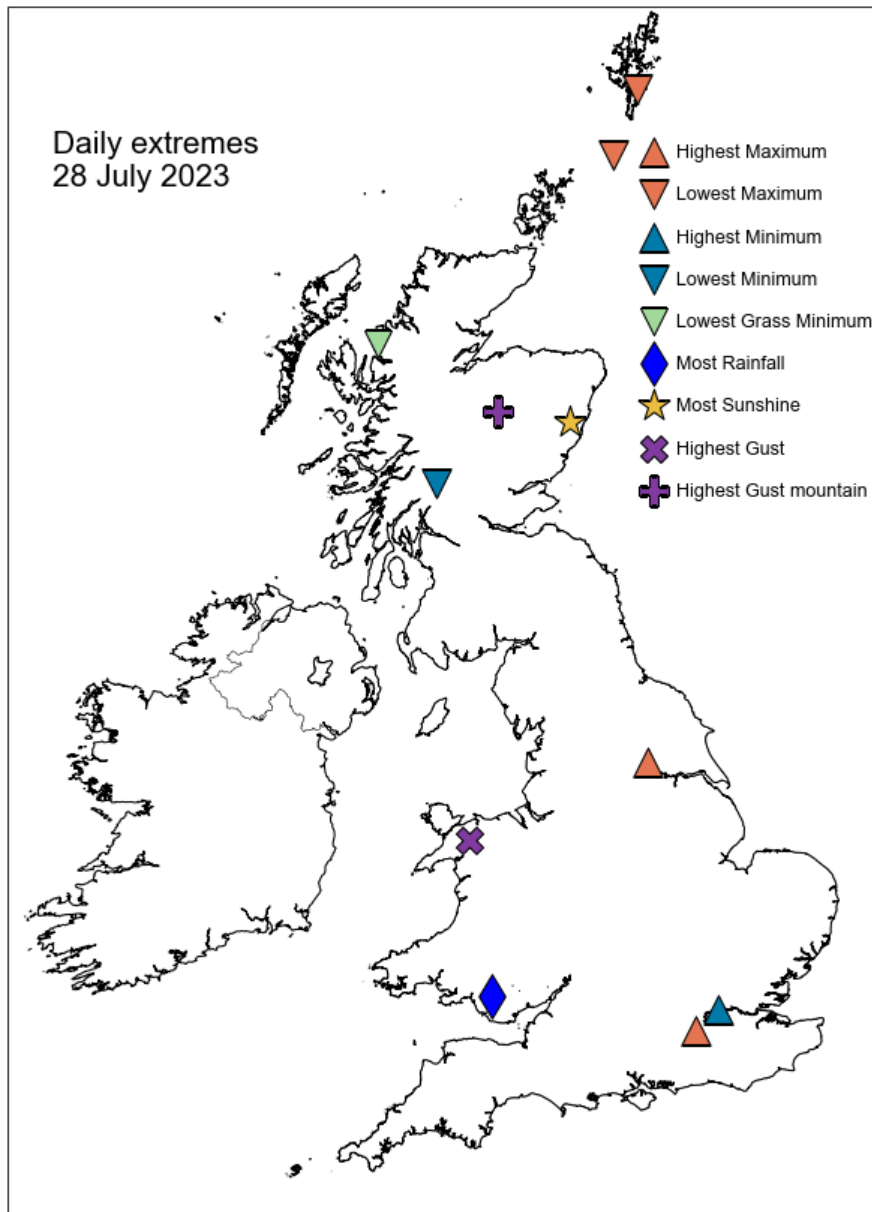 Daily extremes
28 July 2023
Highest Maximum
Lowest Maximum
Highest Minimum
Lowest Minimum
Lowest Grass Minimum
Most Rainfall
Most Sunshine
Highest Gust
Highest Gust mountain